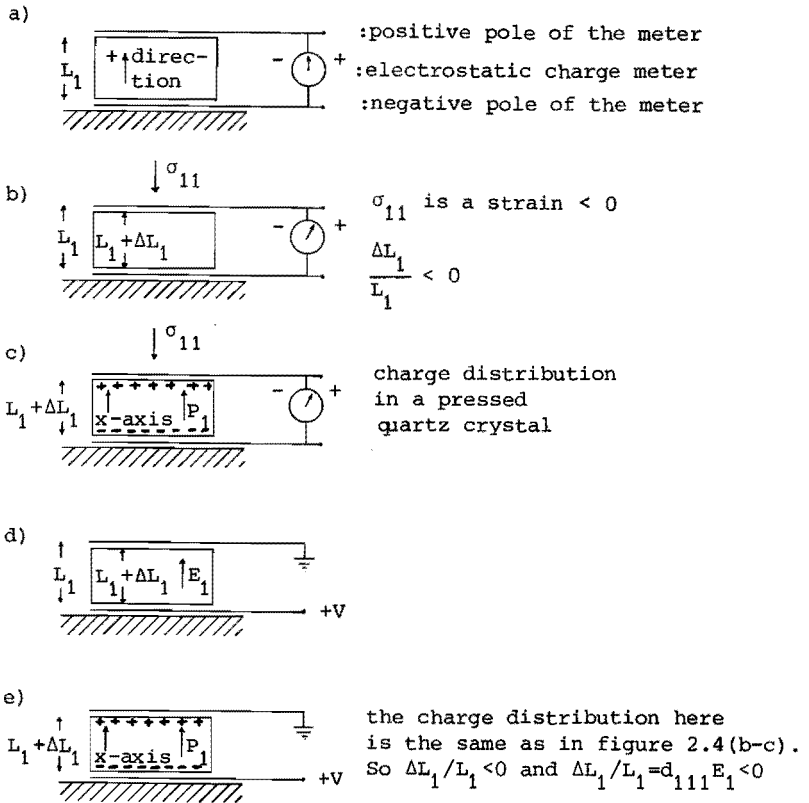 a)
L₁
+ direc-
tion
- +
:positive pole of the meter
:electrostatic charge meter
:negative pole of the meter
b)
σ₁₁
L₁
L₁+ΔL₁
- +
σ₁₁ is a strain < 0
ΔL₁
L₁
< 0
c)
σ₁₁
L₁+ΔL₁
+ + + + + + +
x-axis P₁
- - - - - - -
- +
charge distribution
in a pressed
quartz crystal
d)
L₁
L₁+ΔL₁ E₁
+V
e)
L₁+ΔL₁
+ + + + + + +
x-axis P₁
- - - - - - -
+V
the charge distribution here
is the same as in figure 2.4(b-c).
So ΔL₁/L₁<0 and ΔL₁/L₁=d₁₁₁E₁<0